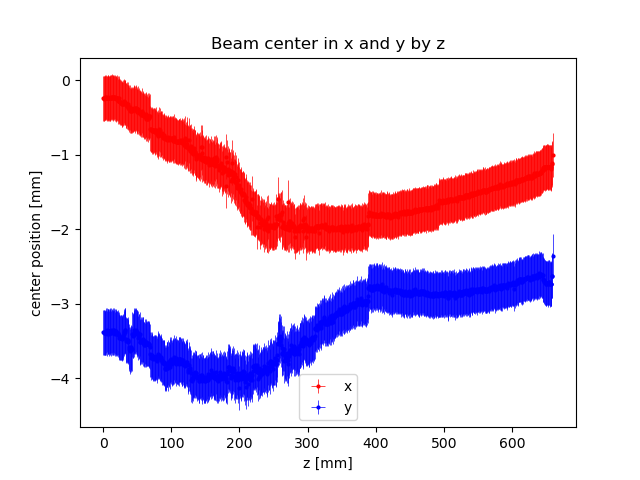 Beam center in x and y by z
center position [mm]
0
−1
−2
−3
−4
x
y
0 100 200 300 400 500 600
z [mm]